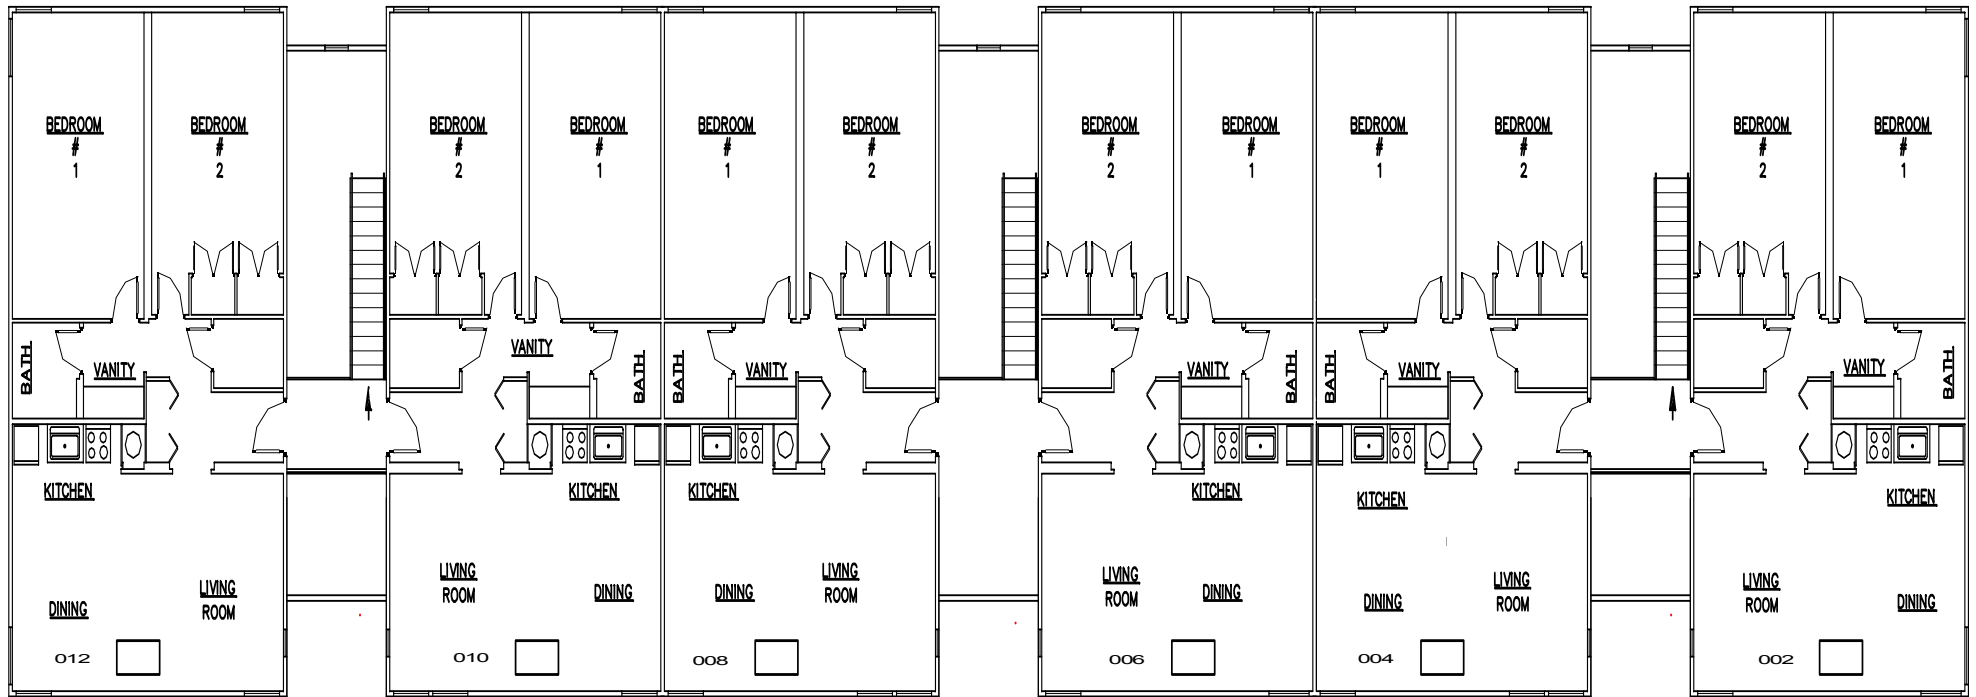 BEDROOM
#
1
BEDROOM
#
2
BEDROOM
#
2
BEDROOM
#
1
BEDROOM
#
1
BEDROOM
#
2
BEDROOM
#
2
BEDROOM
#
1
BEDROOM
#
1
BEDROOM
#
2
BEDROOM
#
2
BEDROOM
#
1
BATH
VANITY
VANITY
BATH
BATH
VANITY
VANITY
BATH
BATH
VANITY
VANITY
BATH
KITCHEN
KITCHEN
KITCHEN
KITCHEN
KITCHEN
KITCHEN
DINING
LIVING
ROOM
LIVING
ROOM
DINING
DINING
LIVING
ROOM
LIVING
ROOM
DINING
DINING
LIVING
ROOM
LIVING
ROOM
DINING
012
010
008
006
004
002